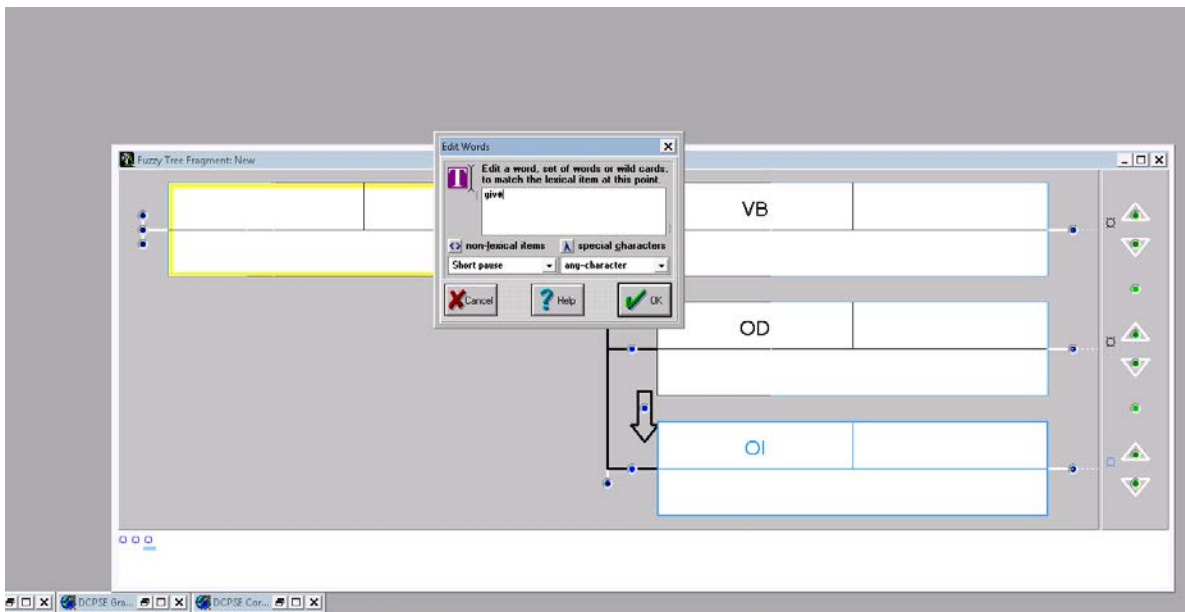 Edit Words
Edit a word, set of words or wild cards,
to match the lexical item at this point.
give
non-lexical items
special characters
Short pause
any-character
Cancel
Help
OK
Fuzzy Tree Fragment: New
VB
OD
OI
DCPSE Gra...
DCPSE Cor...